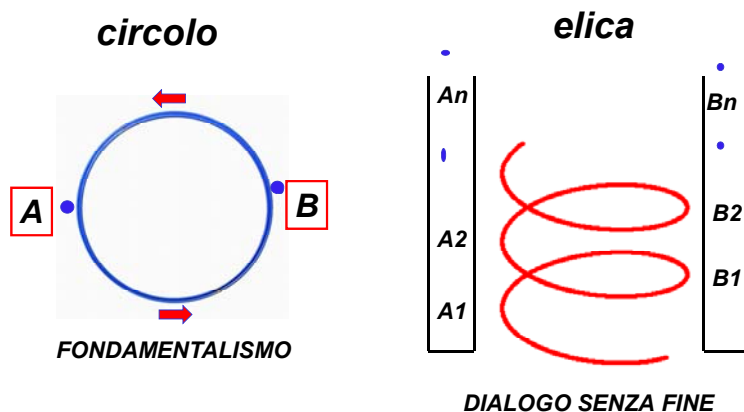 circolo
A
B
FONDAMENTALISMO
elica
An
Bn
A2
B2
B1
A1
DIALOGO SENZA FINE